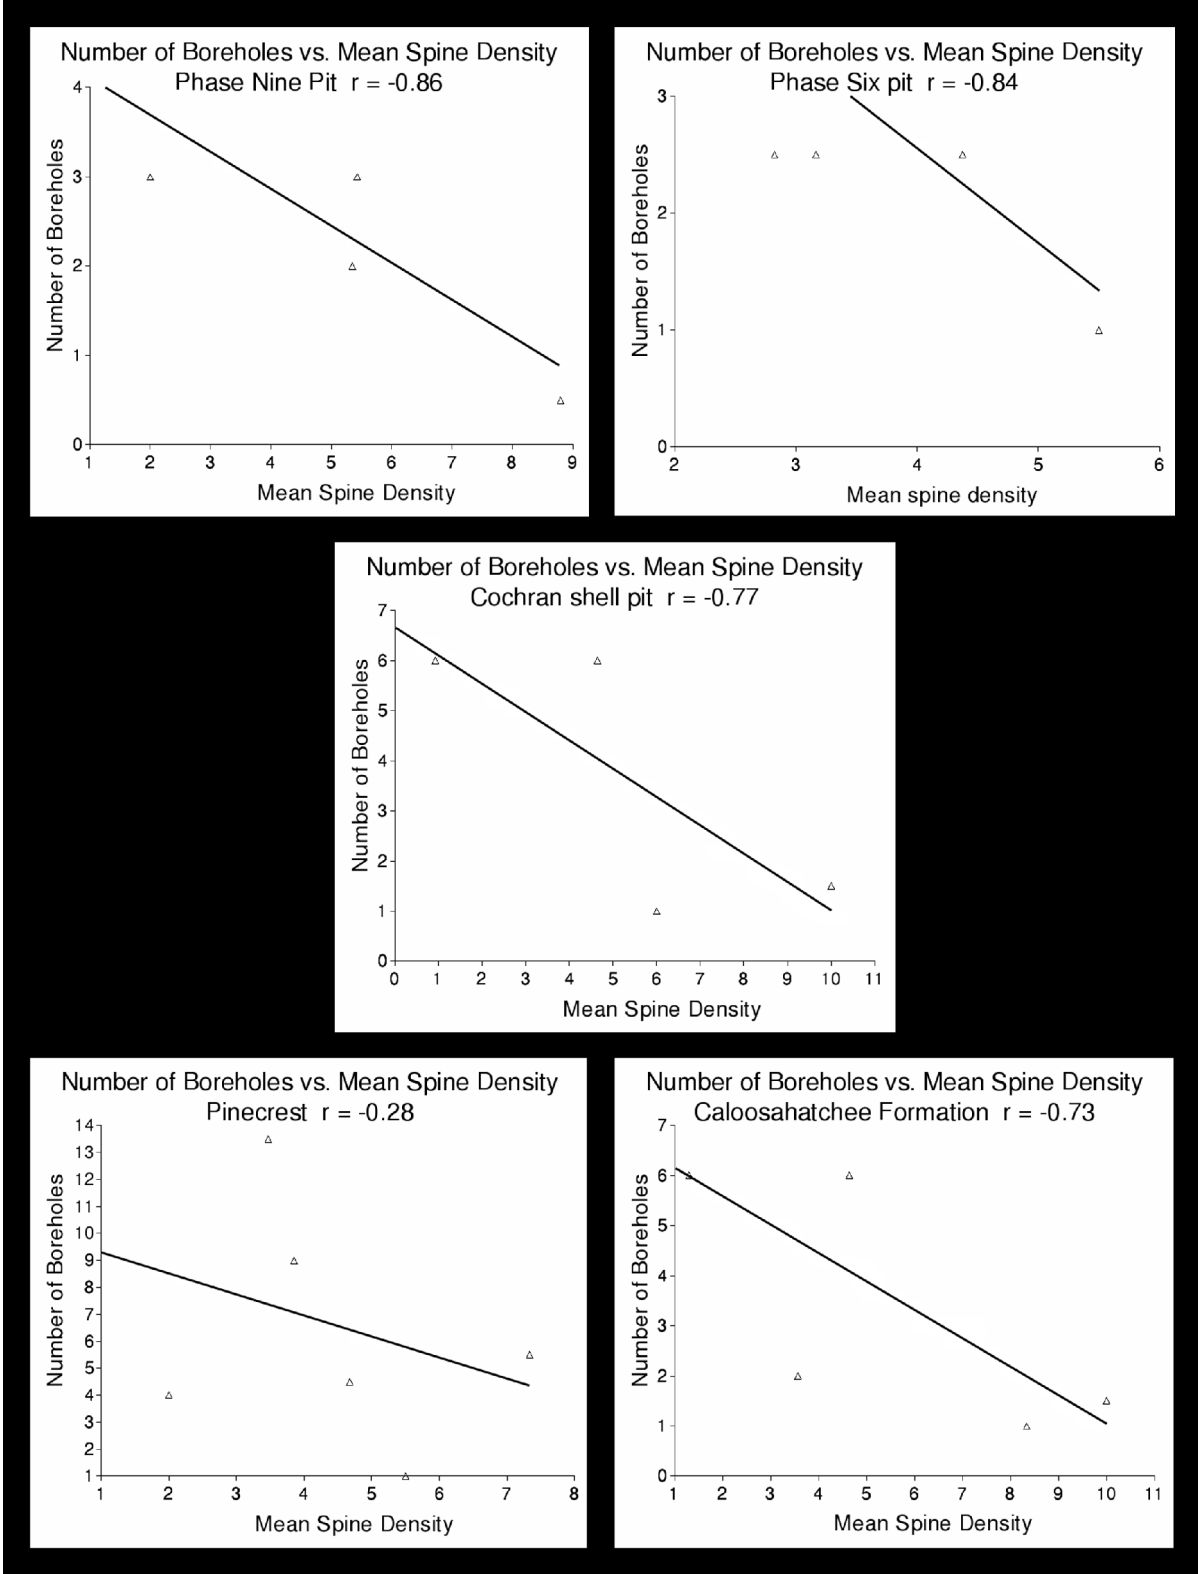 Number of Boreholes vs. Mean Spine Density
Phase Nine Pit r = -0.86
Number of Boreholes
4
3
2
1
0
1 2 3 4 5 6 7 8 9
Mean Spine Density
Number of Boreholes vs. Mean Spine Density
Phase Six pit r = -0.84
Number of Boreholes
3
2
1
0
2 3 4 5 6
Mean spine density
Number of Boreholes vs. Mean Spine Density
Cochran shell pit r = -0.77
Number of Boreholes
7
6
5
4
3
2
1
0
0 1 2 3 4 5 6 7 8 9 10 11
Mean Spine Density
Number of Boreholes vs. Mean Spine Density
Pinecrest r = -0.28
Number of Boreholes
14
13
12
11
10
9
8
7
6
5
4
3
2
1
1 2 3 4 5 6 7 8
Mean Spine Density
Number of Boreholes vs. Mean Spine Density
Caloosahatchee Formation r = -0.73
Number of Boreholes
7
6
5
4
3
2
1
0
1 2 3 4 5 6 7 8 9 10 11
Mean Spine Density